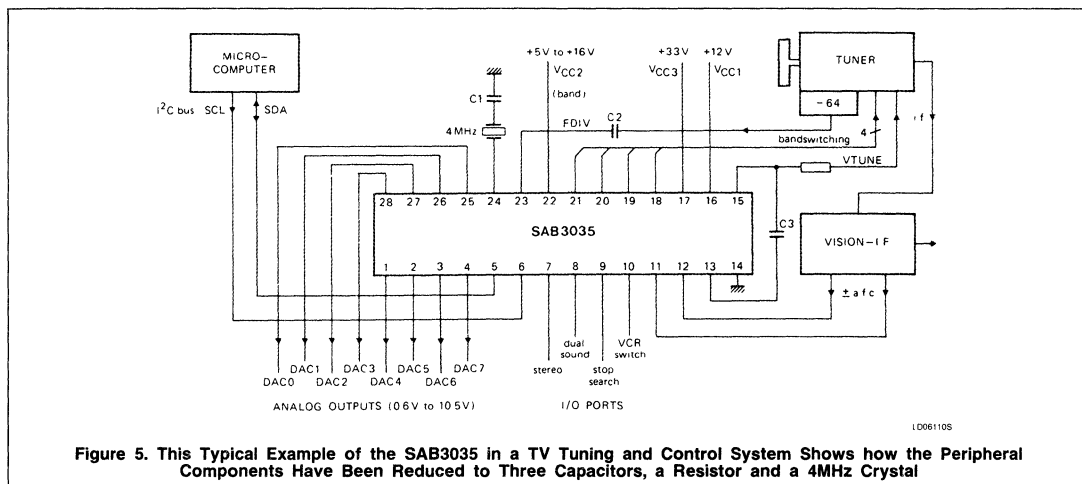 MICRO-
COMPUTER
I²C bus SCL SDA
C1
4MHz
+5V to +16V
VCC2
(band)
FDIV
C2
+33V
VCC3
+12V
VCC1
TUNER
-64
bandswitching
4
if
VTUNE
C3
28 27 26 25 24 23 22 21 20 19 18 17 16 15
SAB3035
1 2 3 4 5 6 7 8 9 10 11 12 13 14
VISION-IF
±afc
DAC0
DAC1
DAC2
DAC3
DAC4
DAC5
DAC6
DAC7
stereo
dual
sound
stop
search
VCR
switch
ANALOG OUTPUTS (0 6V to 10 5V)
I/O PORTS
LD06110S
Figure 5. This Typical Example of the SAB3035 in a TV Tuning and Control System Shows how the Peripheral
Components Have Been Reduced to Three Capacitors, a Resistor and a 4MHz Crystal